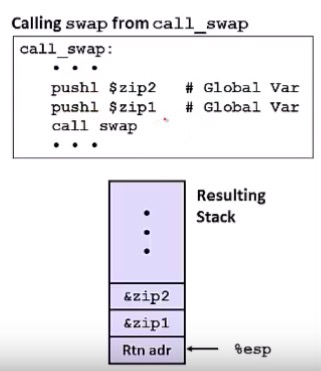 Calling swap from call_swap
call_swap:
• • •
pushl $zip2 # Global Var
pushl $zip1 # Global Var
call swap
• • •
Resulting
Stack
•
•
•
&zip2
&zip1
Rtn adr
%esp